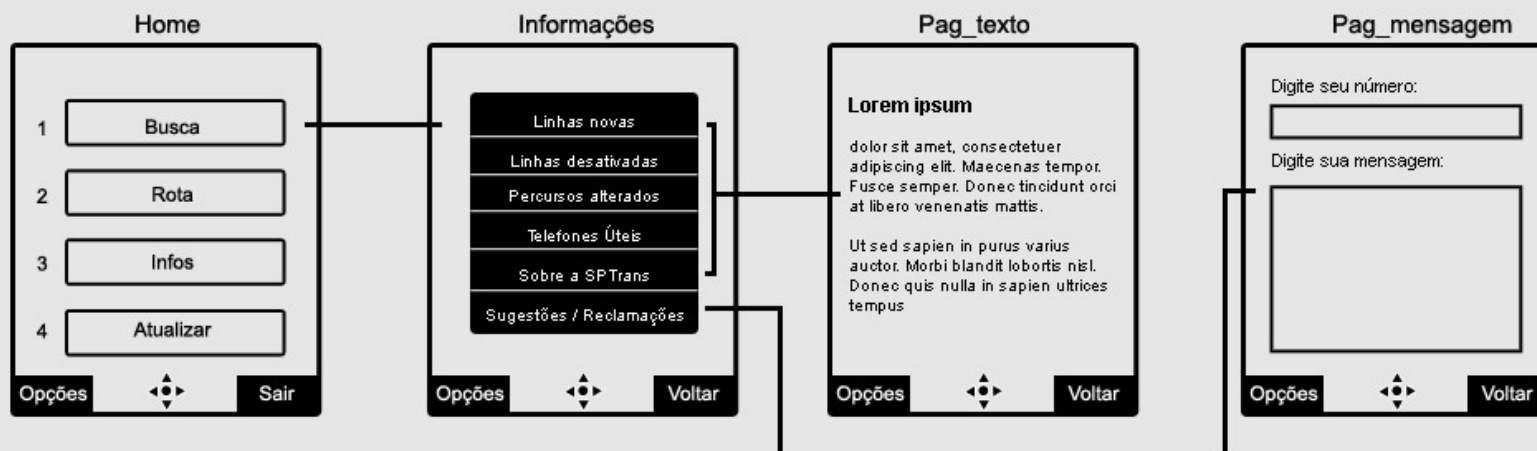 Home
1 Busca
2 Rota
3 Infos
4 Atualizar
Opções Sair
Informações
Linhas novas
Linhas desativadas
Percursos alterados
Telefones Úteis
Sobre a SPTrans
Sugestões / Reclamações
Opções Voltar
Pag_texto
Lorem ipsum
dolor sit amet, consectetuer
adipiscing elit. Maecenas tempor.
Fusce semper. Donec tincidunt orci
at libero venenatis mattis.
Ut sed sapien in purus varius
auctor. Morbi blandit lobortis nisl.
Donec quis nulla in sapien ultrices
tempus
Opções Voltar
Pag_mensagem
Digite seu número:
Digite sua mensagem:
Opções Voltar